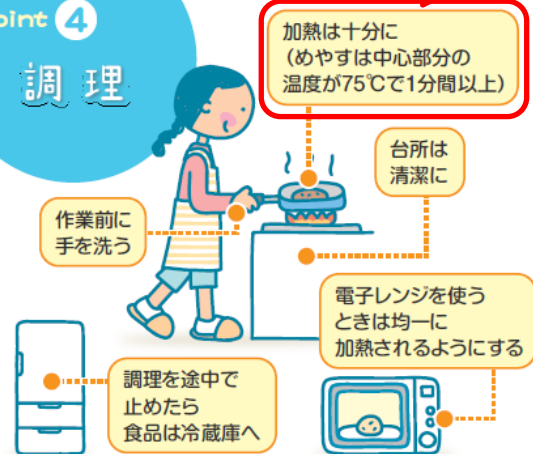 point 4
調理
加熱は十分に
(めやすは中心部分の
温度が75℃で1分間以上)
台所は
清潔に
作業前に
手を洗う
電子レンジを使う
ときは均一に
加熱されるようにする
調理を途中で
止めたら
食品は冷蔵庫へ